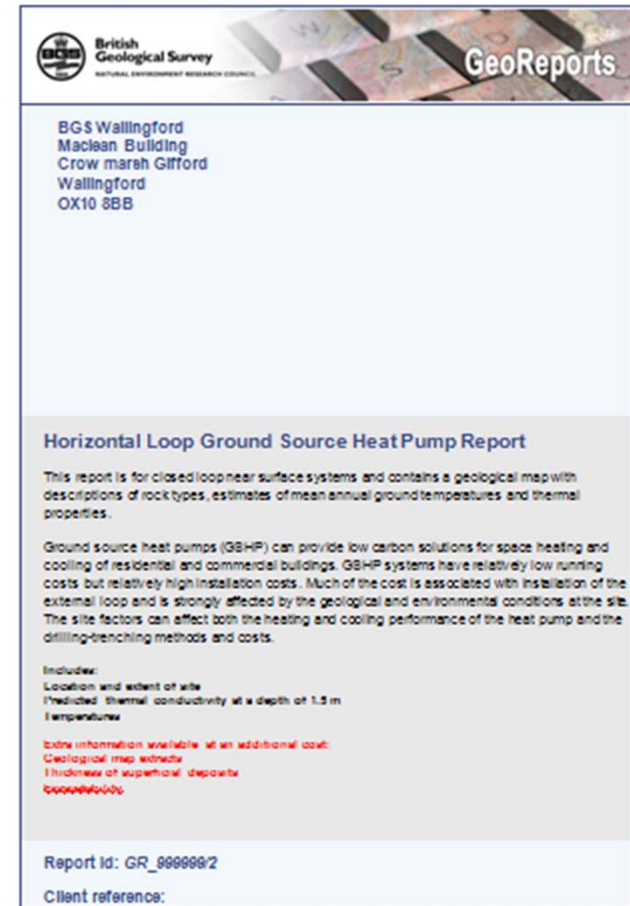 British
Geological Survey
NATURAL ENVIRONMENT RESEARCH COUNCIL
GeoReports
BGS Wallingford
Maclean Building
Crow marsh Gifford
Wallingford
OX10 8BB
Horizontal Loop Ground Source Heat Pump Report
This report is for closed loop near surface systems and contains a geological map with
descriptions of rock types, estimates of mean annual ground temperatures and thermal
properties.
Ground source heat pumps (GSHP) can provide low carbon solutions for space heating and
cooling of residential and commercial buildings. GSHP systems have relatively low running
costs but relatively high installation costs. Much of the cost is associated with installation of the
external loop and is strongly affected by the geological and environmental conditions at the site.
The site factors can affect both the heating and cooling performance of the heat pump and the
drilling-trenching methods and costs.
Includes:
Location and extent of site
Predicted thermal conductivity at a depth of 1.5 m
Temperatures
Extra information available at an additional cost:
Geological map extracts
Thickness of superficial deposits
Report Id: GR_999999/2
Client reference: